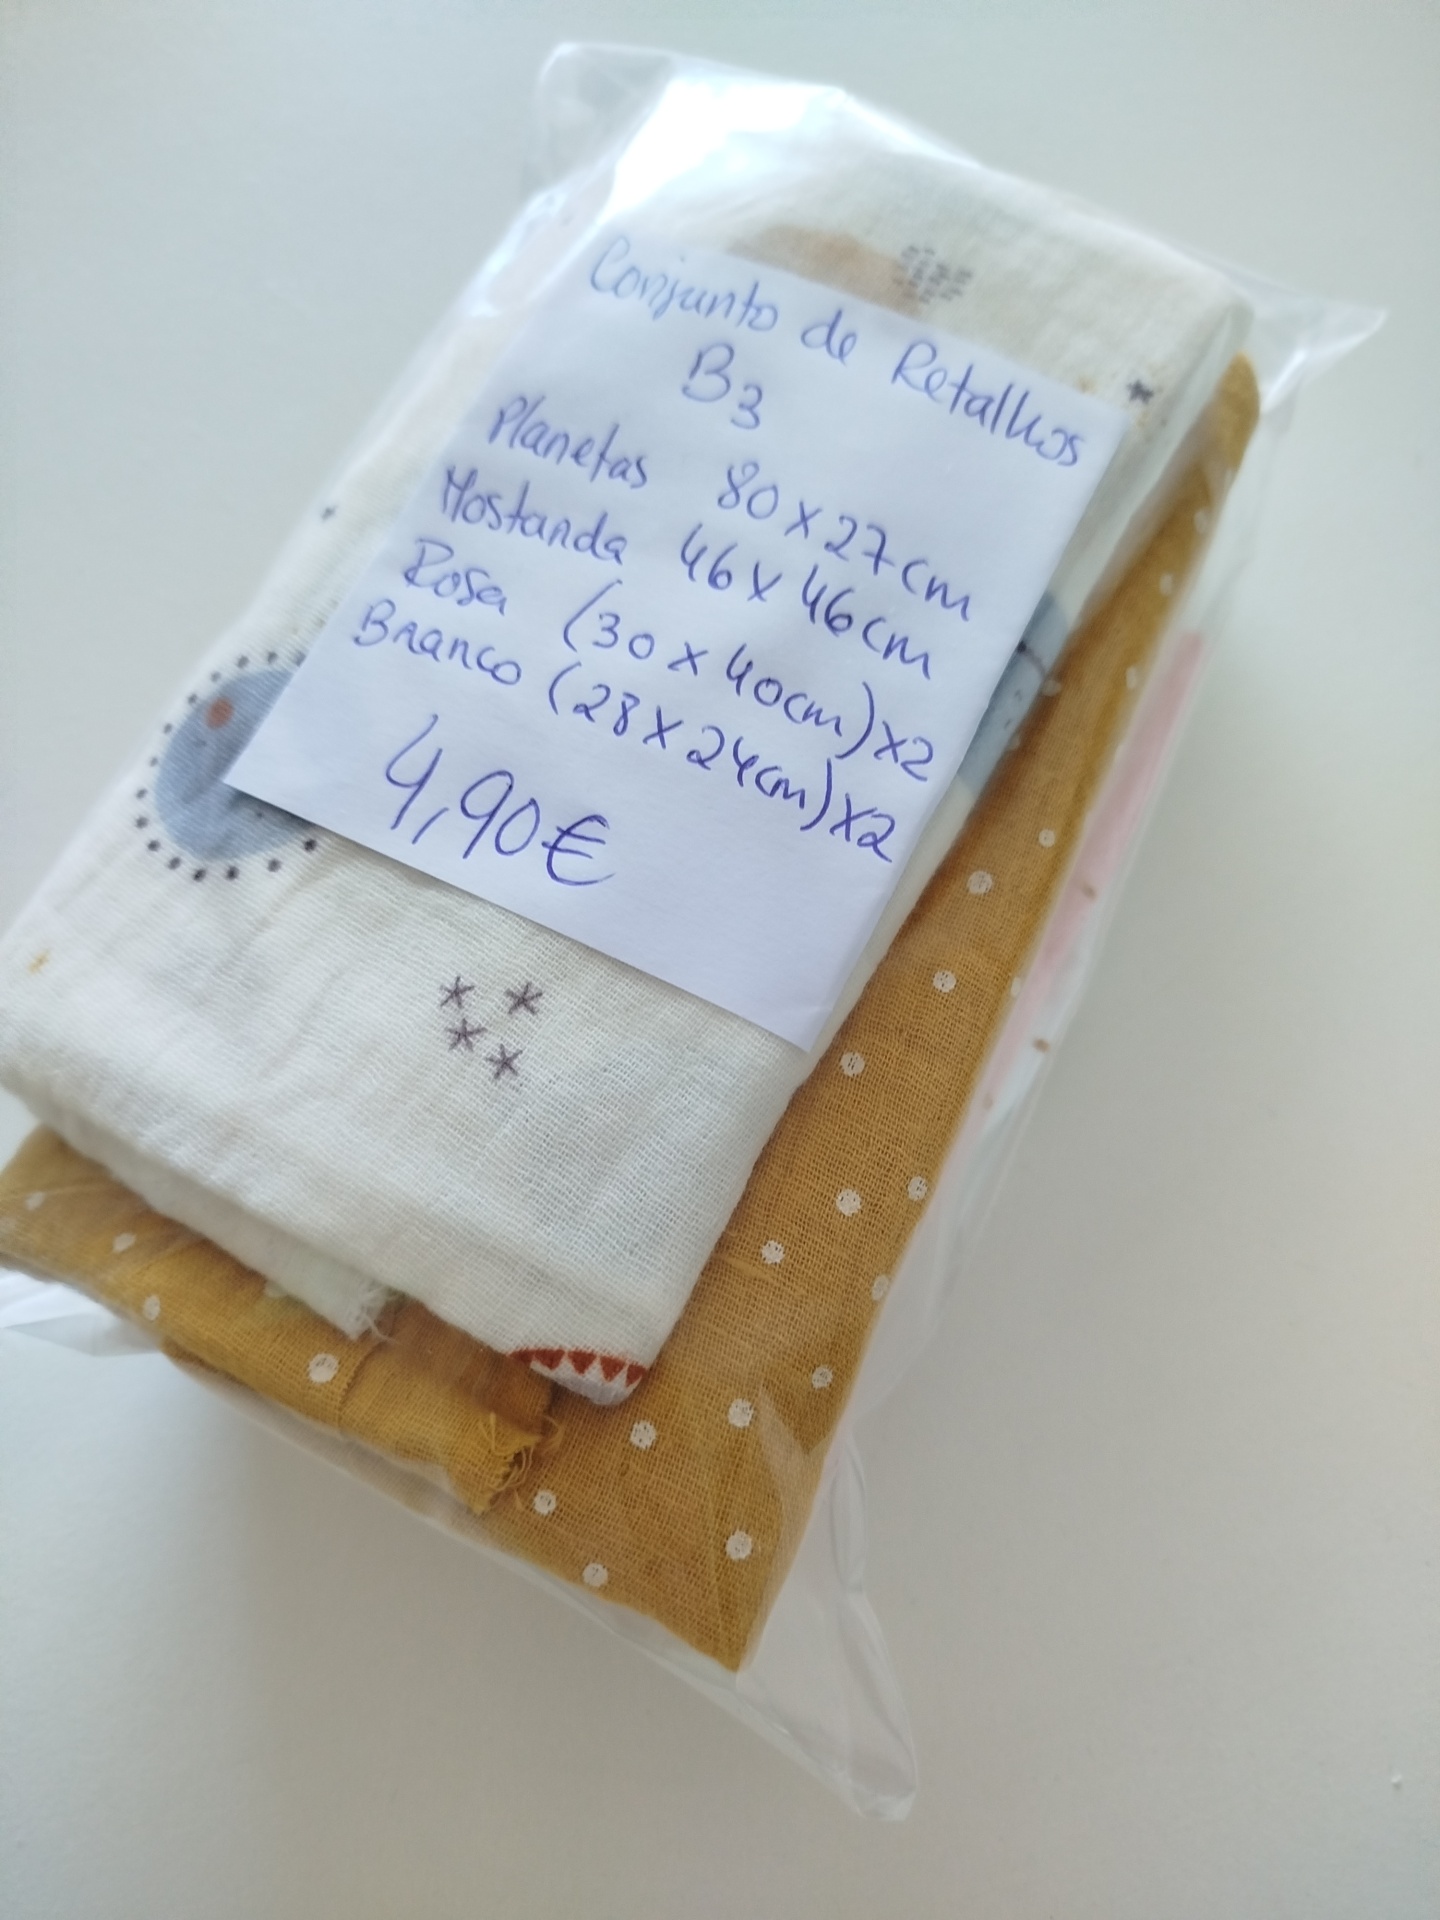 Conjunto de Retalhos
B3
Planetas 80x27cm
Mostarda 46x46cm
Rosa (30x40cm)x2
Branco (28x24cm)x2
4,90€